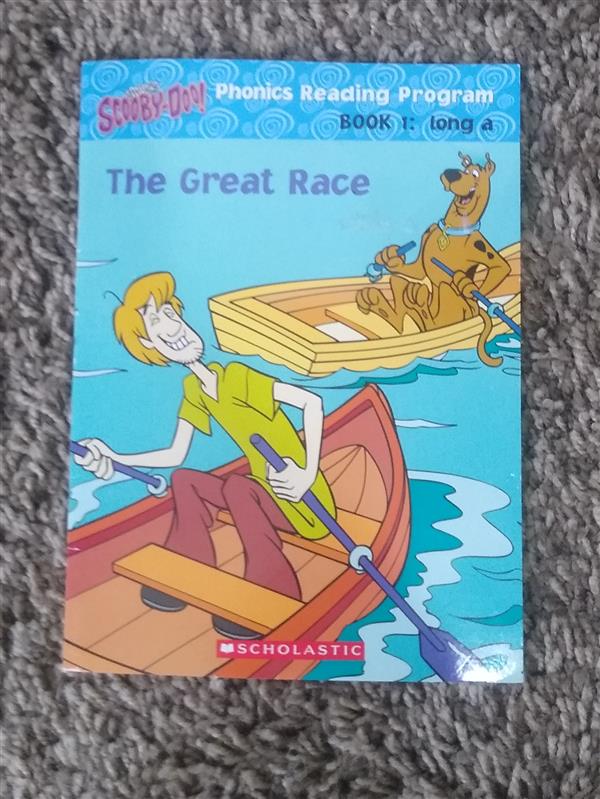 SCOOBY-DOO! Phonics Reading Program
BOOK 1: long a
The Great Race
SCHOLASTIC